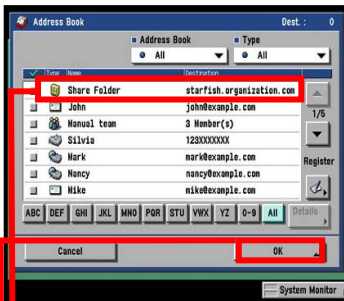 Address Book Dest.: 0
Address Book Type
All All
Type Name Destination
Share Folder starfish.organization.com
John john@example.com
Manual team 3 Member(s)
Silvia 123XXXXXXX
Mark mark@example.com
Nancy nancy@example.com
Mike mike@example.com
1/5
Register
ABC DEF GHI JKL MNO PQR STU VWX YZ 0-9 All Details
Cancel OK
System Monitor